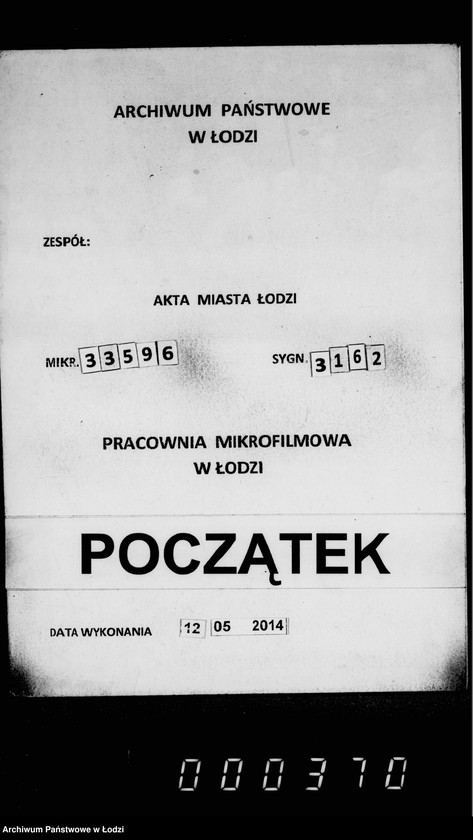 ARCHIWUM PAŃSTWOWE
W ŁODZI
ZESPÓŁ:
AKTA MIASTA ŁODZI
MIKR. 33596 SYGN. 3162
PRACOWNIA MIKROFILMOWA
W ŁODZI
POCZĄTEK
DATA WYKONANIA 12 05 2014
000370
Archiwum Państwowe w Łodzi